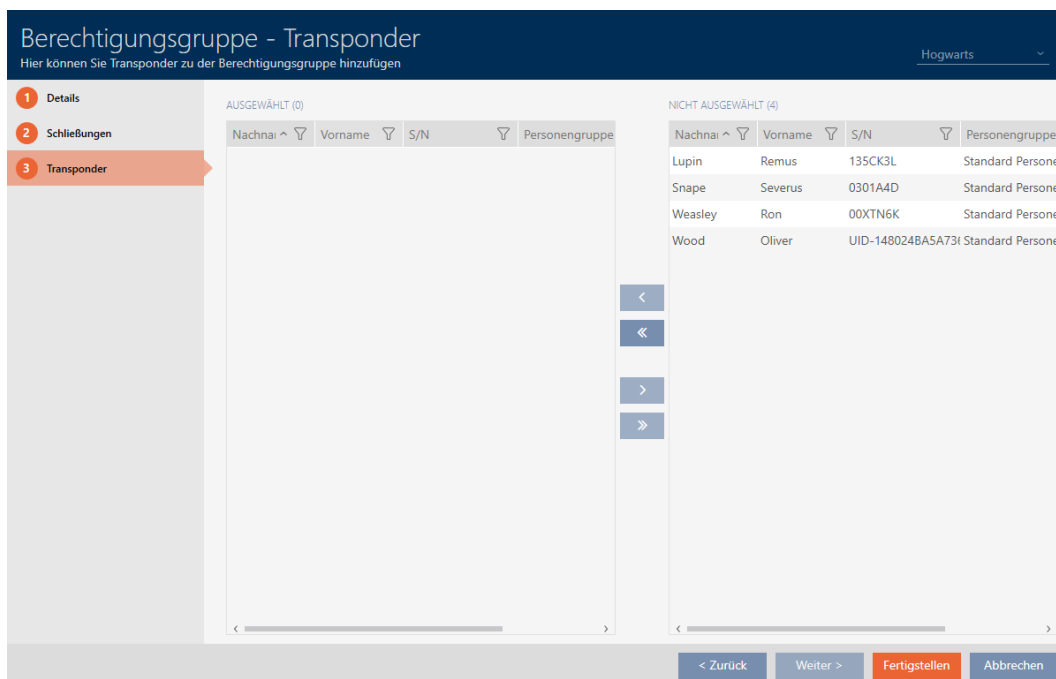 Berechtigungsgruppe - Transponder
Hier können Sie Transponder zu der Berechtigungsgruppe hinzufügen
Hogwarts
1 Details
2 Schließungen
3 Transponder
AUSGEWÄHLT (0)
Nachnai Vorname S/N Personengruppe
NICHT AUSGEWÄHLT (4)
Nachnai Vorname S/N Personengruppe
Lupin Remus 135CK3L Standard Persone
Snape Severus 0301A4D Standard Persone
Weasley Ron 00XTN6K Standard Persone
Wood Oliver UID-148024BA5A736 Standard Persone
< Zurück Weiter > Fertigstellen Abbrechen